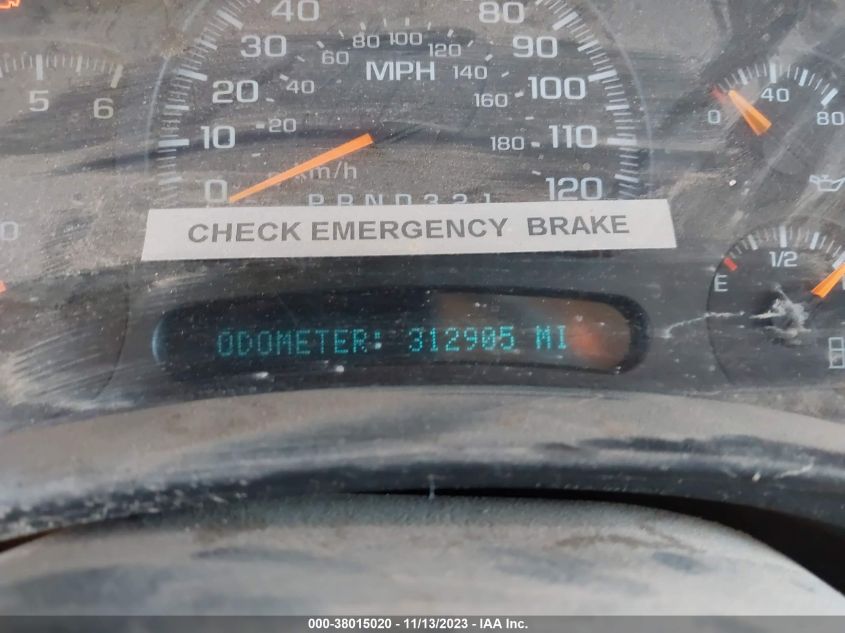 40 80
30 80 100 120 90
60
MPH 140
5 6 20 40 160 100 0 40 80
10 20 180 110
km/h
0 PRND321 120
CHECK EMERGENCY BRAKE
E 1/2
ODOMETER: 312905 MI
000-38015020 - 11/13/2023 - IAA Inc.